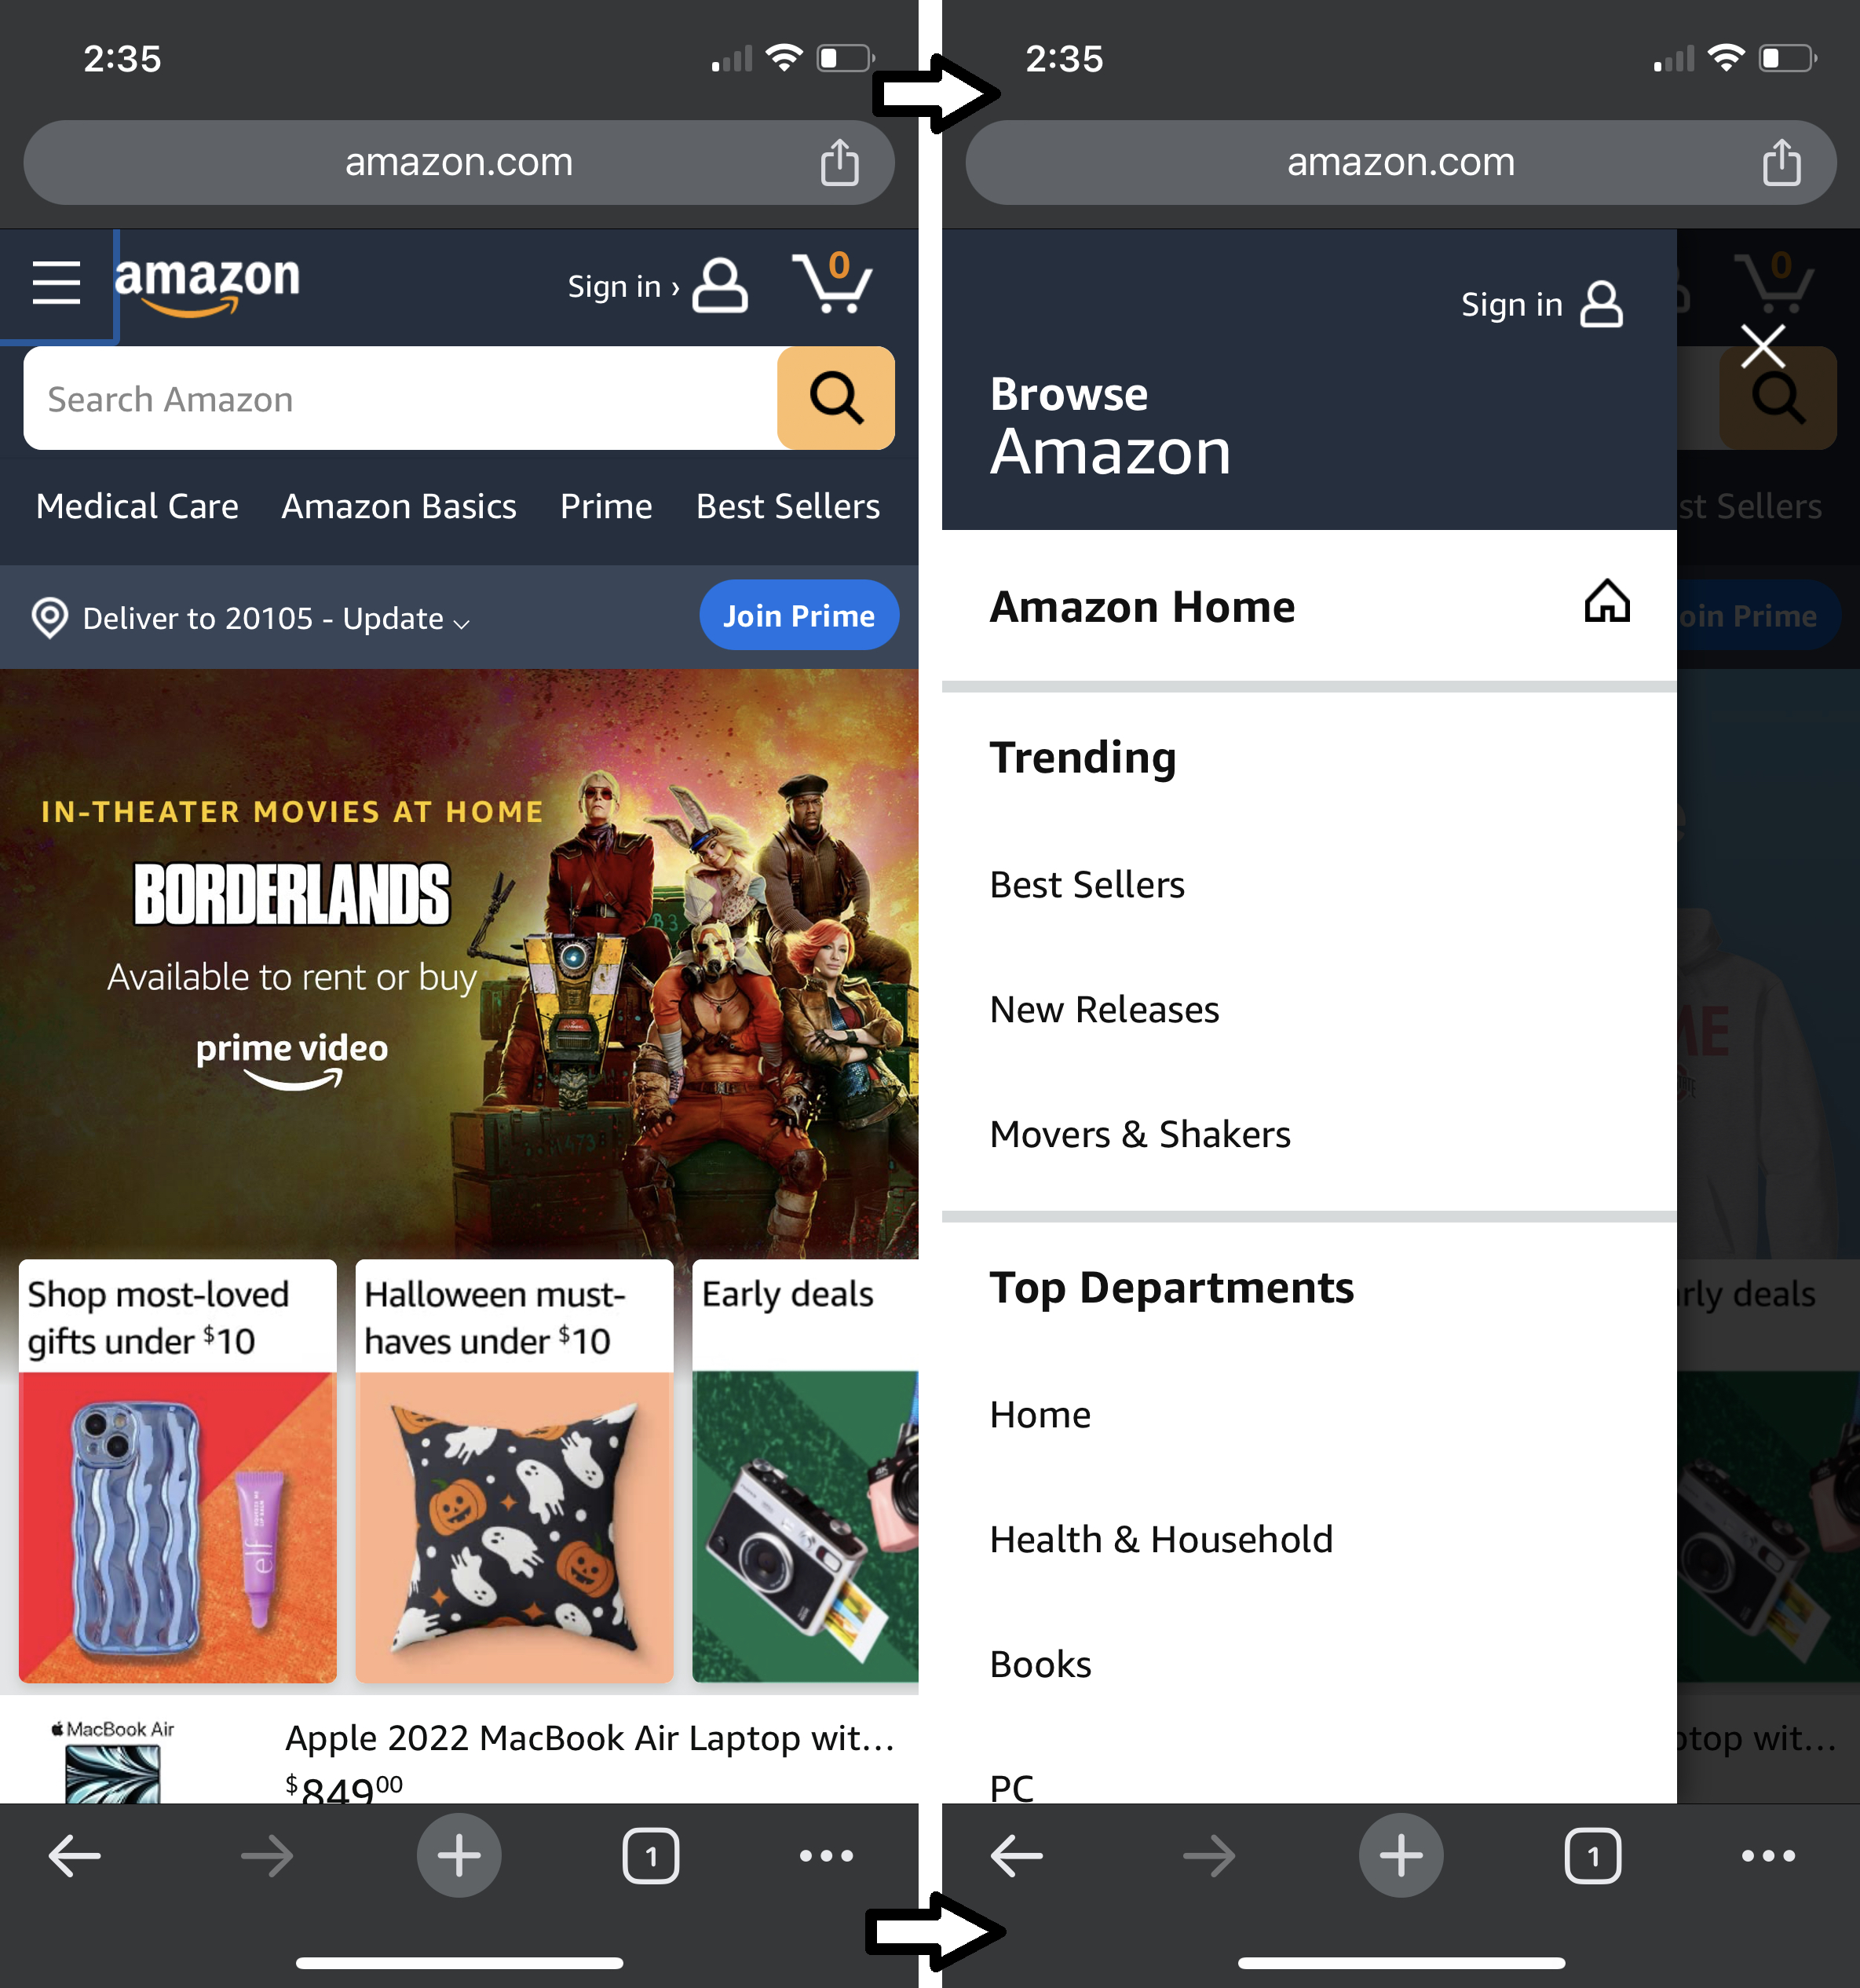 2:35
amazon.com
amazon
Sign in ›
0
Search Amazon
Medical Care Amazon Basics Prime Best Sellers
Deliver to 20105 - Update
Join Prime
IN-THEATER MOVIES AT HOME
BORDERLANDS
Available to rent or buy
prime video
Shop most-loved
gifts under $10
Halloween must-
haves under $10
Early deals
elf
MacBook Air
Apple 2022 MacBook Air Laptop wit...
$84900
1
2:35
amazon.com
0
Sign in
Browse
Amazon
st Sellers
Amazon Home
oin Prime
Trending
Best Sellers
New Releases
ME
Movers & Shakers
Top Departments
rly deals
Home
Health & Household
Books
ptop wit...
PC
1